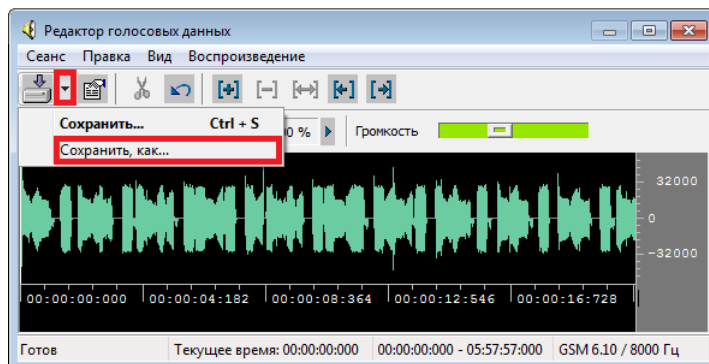 Редактор голосовых данных
Сеанс Правка Вид Воспроизведение
Сохранить... Ctrl + S
0 % Громкость
Сохранить, как...
32000
0
-32000
00:00:00:000 00:00:04:182 00:00:08:364 00:00:12:546 00:00:16:728
Готов Текущее время: 00:00:00:000 00:00:00:000 - 05:57:57:000 GSM 6.10 / 8000 Гц